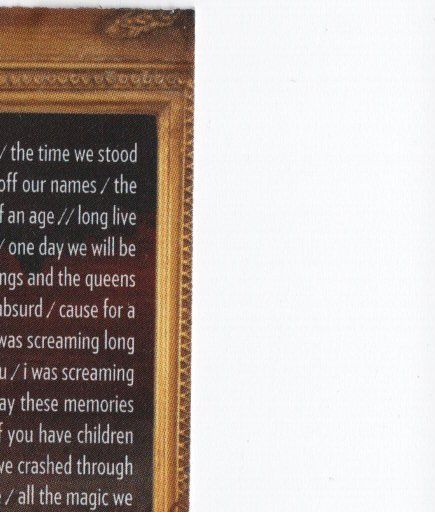 / the time we stood
off our names / the
f an age // long live
/ one day we will be
ngs and the queens
absurd / cause for a
was screaming long
u / i was screaming
ay these memories
f you have children
we crashed through
/ all the magic we